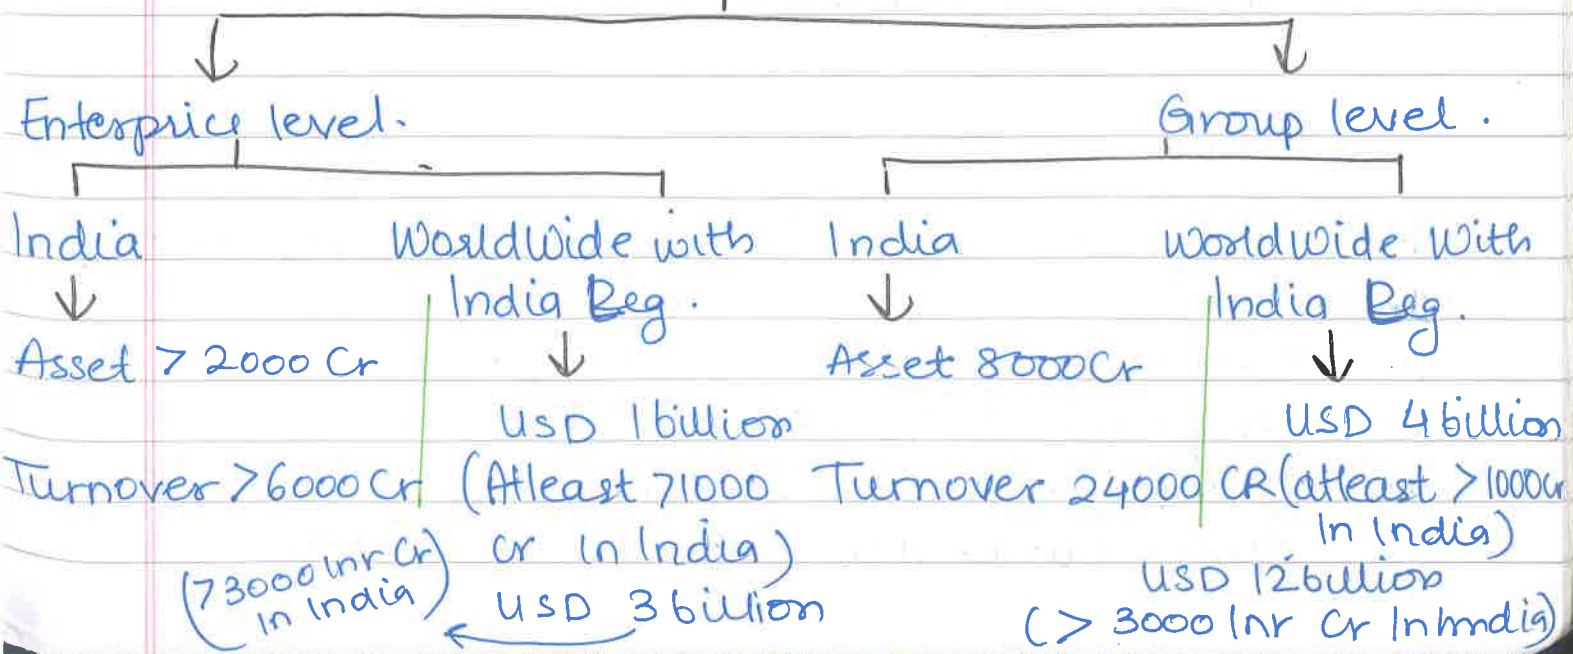 Enterprice level.
Group level.
India
Worldwide with
India Reg.
India
Worldwide With
India Reg.
Asset > 2000 Cr
USD 1 billion
Asset 8000 Cr
USD 4 billion
Turnover > 6000 Cr
(Atleast >1000
cr in India)
USD 3 billion
(>3000 Inr Cr)
In India
Turnover 24000 CR
(atleast >1000cr
In India)
USD 12 billion
(> 3000 Inr Cr In India)